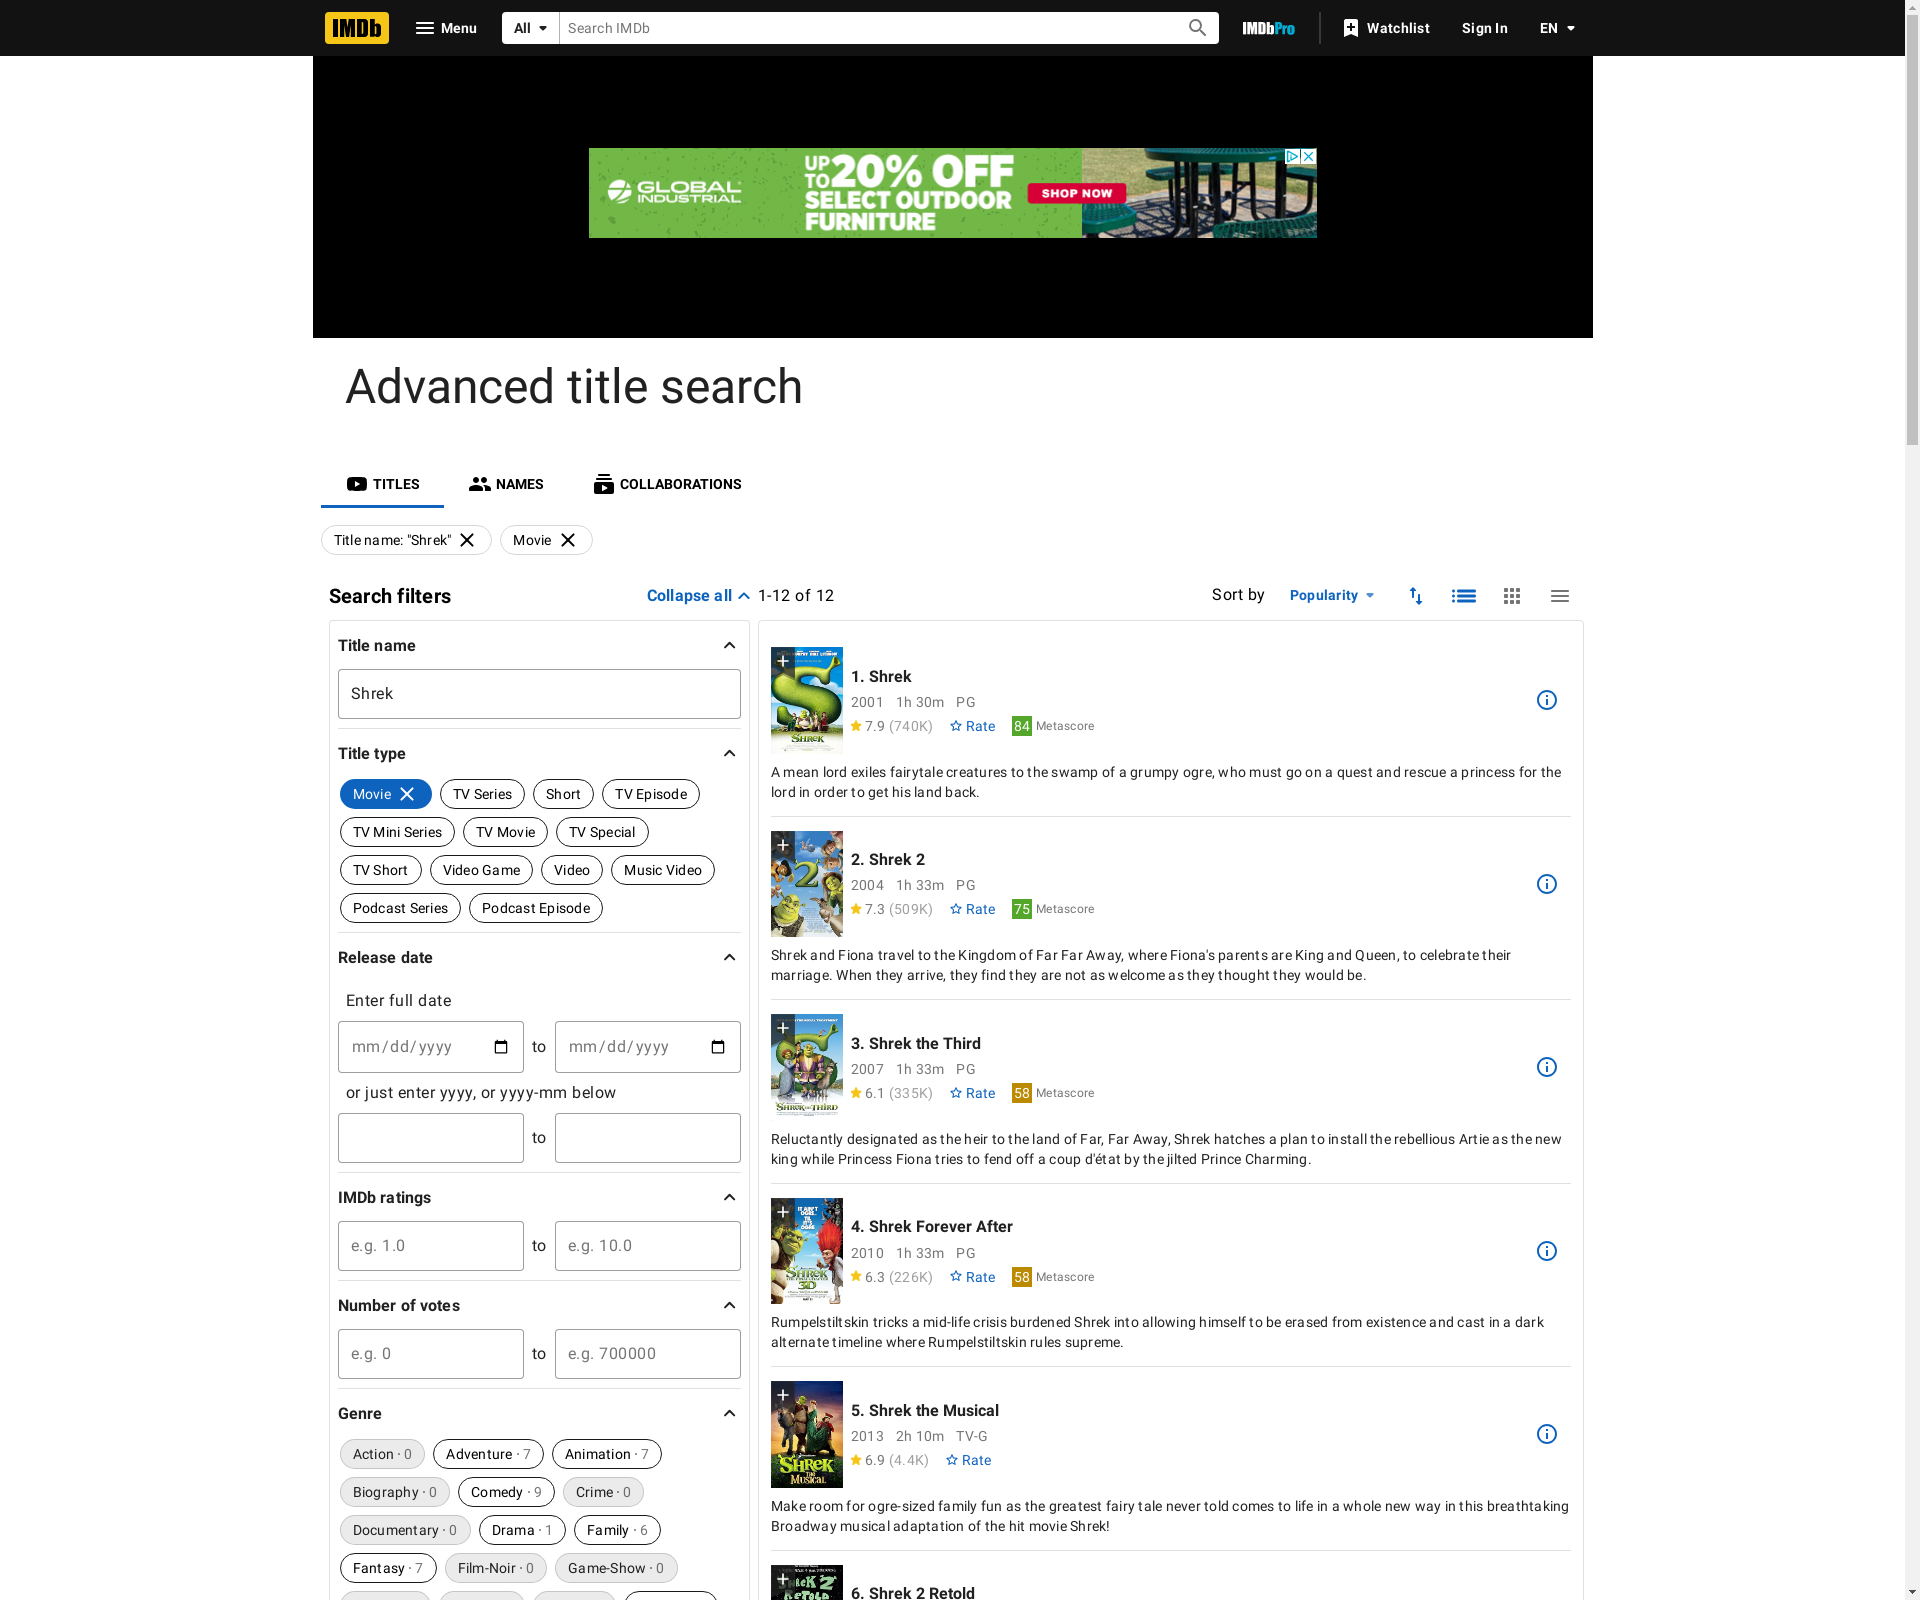 IMDb Menu All Search IMDb IMDbPro Watchlist Sign In EN
GLOBAL INDUSTRIAL
UP TO 20% OFF
SELECT OUTDOOR
FURNITURE
SHOP NOW
Advanced title search
TITLES NAMES COLLABORATIONS
Title name: "Shrek" Movie
Search filters Collapse all 1-12 of 12 Sort by Popularity
Title name
Shrek
Title type
Movie TV Series Short TV Episode
TV Mini Series TV Movie TV Special
TV Short Video Game Video Music Video
Podcast Series Podcast Episode
Release date
Enter full date
mm/dd/yyyy to mm/dd/yyyy
or just enter yyyy, or yyyy-mm below
to
IMDb ratings
e.g. 1.0 to e.g. 10.0
Number of votes
e.g. 0 to e.g. 700000
Genre
Action · 0 Adventure · 7 Animation · 7
Biography · 0 Comedy · 9 Crime · 0
Documentary · 0 Drama · 1 Family · 6
Fantasy · 7 Film-Noir · 0 Game-Show · 0
SHREK
1. Shrek
2001 1h 30m PG
7.9 (740K) Rate 84 Metascore
A mean lord exiles fairytale creatures to the swamp of a grumpy ogre, who must go on a quest and rescue a princess for the
lord in order to get his land back.
2
2. Shrek 2
2004 1h 33m PG
7.3 (509K) Rate 75 Metascore
Shrek and Fiona travel to the Kingdom of Far Far Away, where Fiona's parents are King and Queen, to celebrate their
marriage. When they arrive, they find they are not as welcome as they thought they would be.
SHREK THE THIRD
3. Shrek the Third
2007 1h 33m PG
6.1 (335K) Rate 58 Metascore
Reluctantly designated as the heir to the land of Far, Far Away, Shrek hatches a plan to install the rebellious Artie as the new
king while Princess Fiona tries to fend off a coup d'état by the jilted Prince Charming.
IT AIN'T
OGRE...
TIL IT'S
OGRE
SHREK
THE FINAL CHAPTER
3D
4. Shrek Forever After
2010 1h 33m PG
6.3 (226K) Rate 58 Metascore
Rumpelstiltskin tricks a mid-life crisis burdened Shrek into allowing himself to be erased from existence and cast in a dark
alternate timeline where Rumpelstiltskin rules supreme.
SHREK
THE
MUSICAL
5. Shrek the Musical
2013 2h 10m TV-G
6.9 (4.4K) Rate
Make room for ogre-sized family fun as the greatest fairy tale never told comes to life in a whole new way in this breathtaking
Broadway musical adaptation of the hit movie Shrek!
6. Shrek 2 Retold